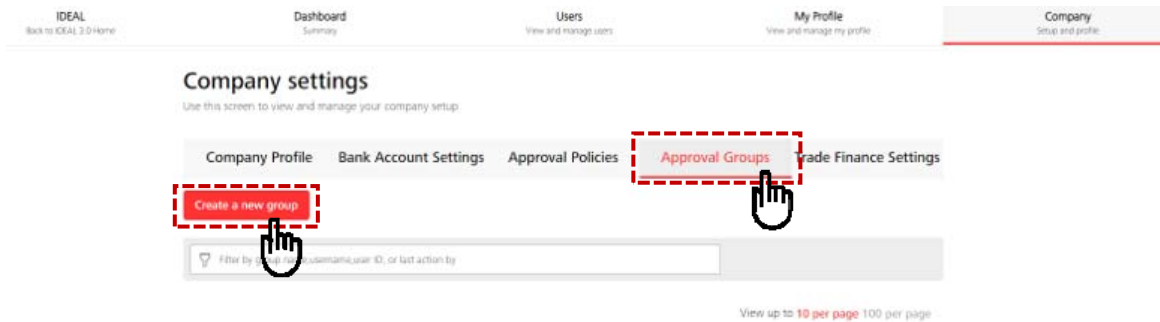 IDEAL
Back to IDEAL 3.0 Home
Dashboard
Summary
Users
View and manage users
My Profile
View and manage my profile
Company
Setup and profile
Company settings
Use this screen to view and manage your company setup
Company Profile
Bank Account Settings
Approval Policies
Approval Groups
Trade Finance Settings
Create a new group
Filter by group name,username,user ID, or last action by
View up to 10 per page 100 per page